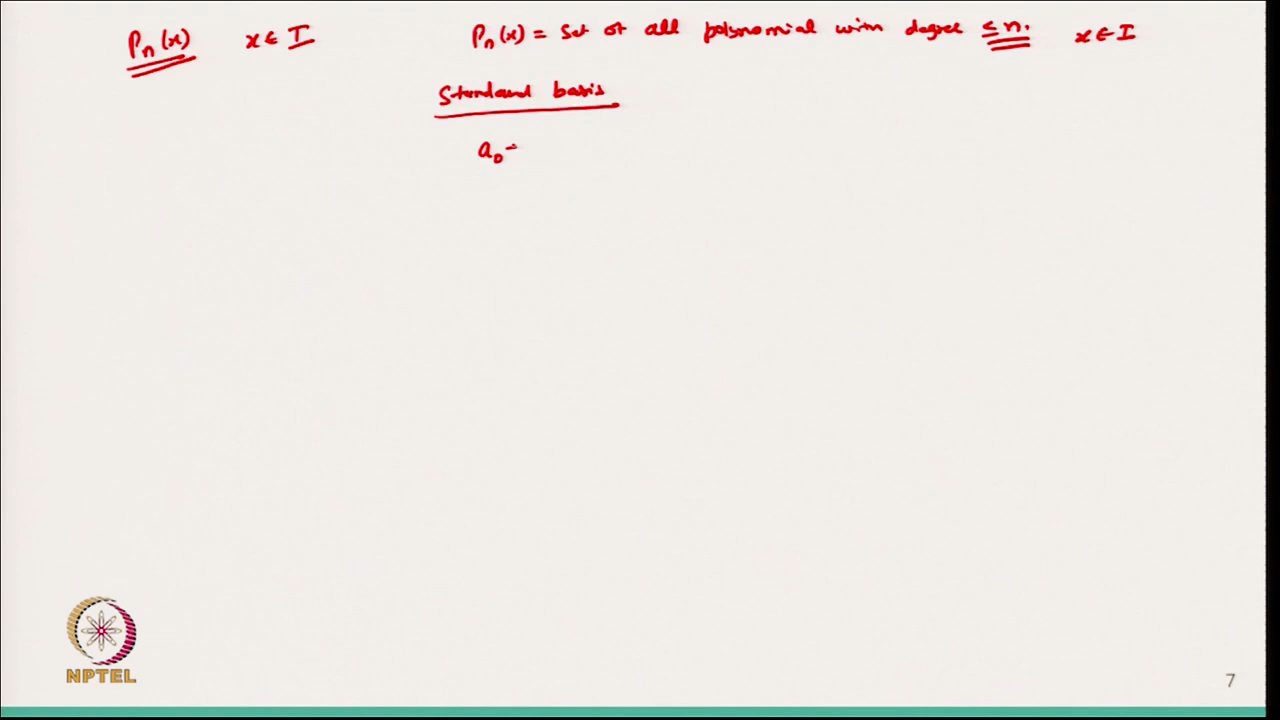 Pn(x) x ∈ I Pn(x) = Set of all polynomial with degree ≤ n. x ∈ I
Standard basis
a0 -
NPTEL
7